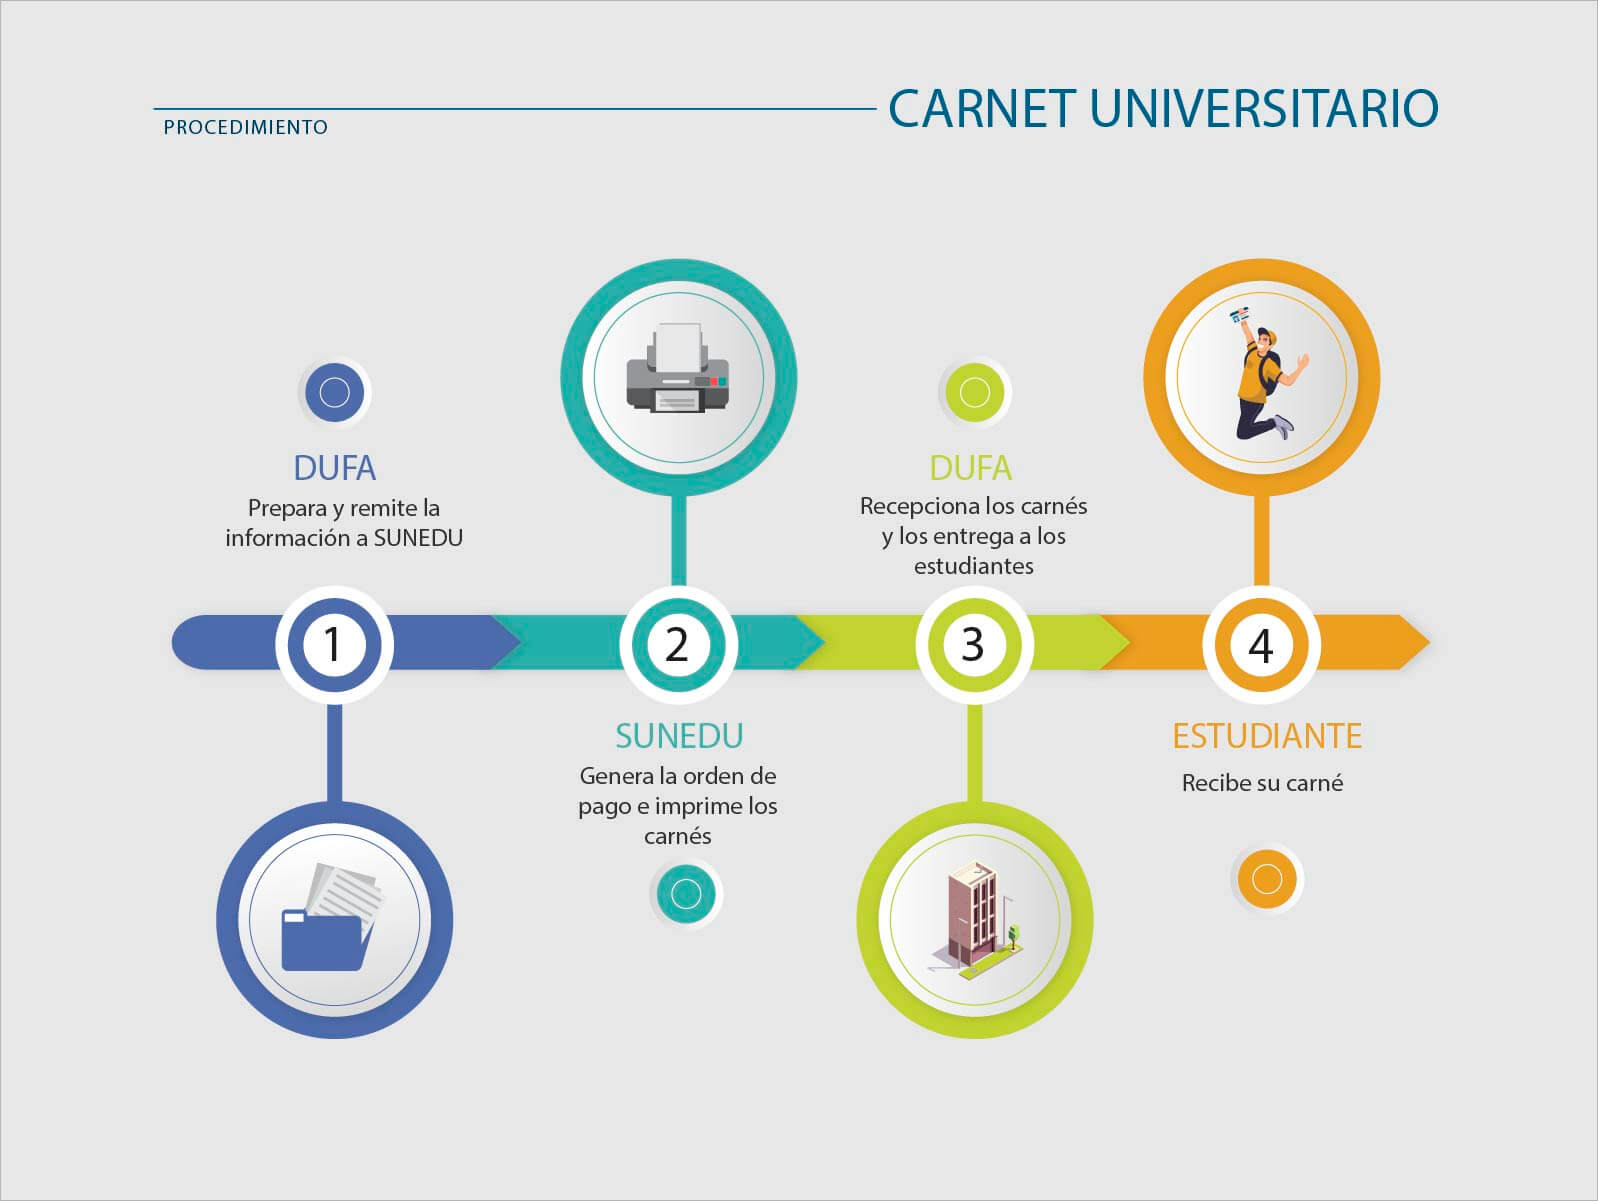 CARNET UNIVERSITARIO
PROCEDIMIENTO
DUFA
Prepara y remite la
información a SUNEDU
1
2
SUNEDU
Genera la orden de
pago e imprime los
carnés
DUFA
Recepciona los carnés
y los entrega a los
estudiantes
3
4
ESTUDIANTE
Recibe su carné